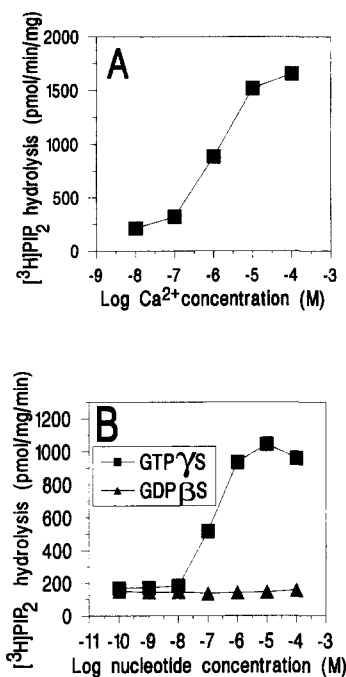 A
[³H]PIP₂ hydrolysis (pmol/min/mg)
2000
1500
1000
500
0
-9 -8 -7 -6 -5 -4 -3
Log Ca²⁺concentration (M)
B
[³H]PIP₂ hydrolysis (pmol/mg/min)
1200
1000
800
600
400
200
0
GTPγS
GDPβS
-11 -10 -9 -8 -7 -6 -5 -4 -3
Log nucleotide concentration (M)